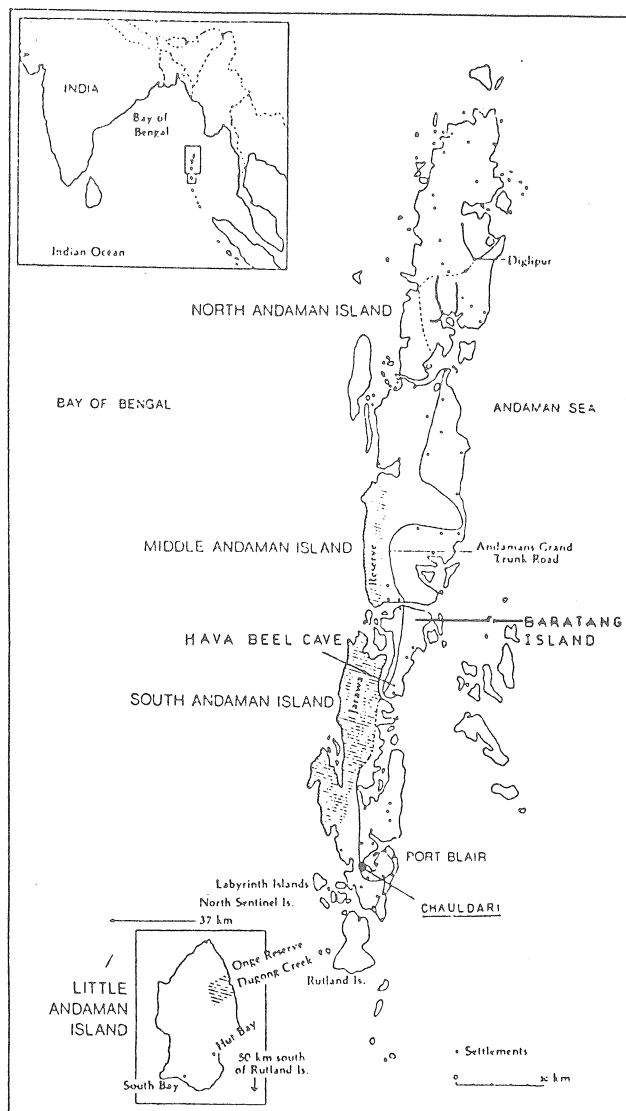 INDIA
Bay of
Bengal
Indian Ocean
Diglipur
NORTH ANDAMAN ISLAND
BAY OF BENGAL
ANDAMAN SEA
MIDDLE ANDAMAN ISLAND
Reserve
Andamans Grand
Trunk Road
HAVA BEEL CAVE
BARATANG
ISLAND
SOUTH ANDAMAN ISLAND
Jarawa
PORT BLAIR
Labyrinth Islands
North Sentinel Is.
37 km
CHAULDARI
Onge Reserve
Dugong Creek
Rutland Is.
LITTLE
ANDAMAN
ISLAND
Hut Bay
South Bay
50 km south
of Rutland Is.
Settlements
km